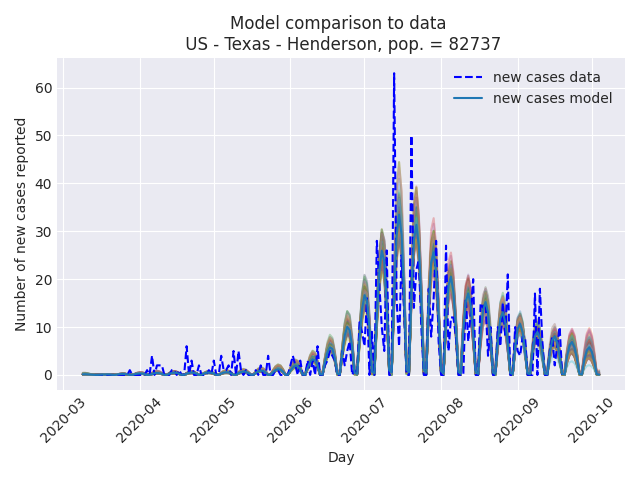 Model comparison to data
US - Texas - Henderson, pop. = 82737
new cases data
new cases model
Number of new cases reported
60
50
40
30
20
10
0
2020-03
2020-04
2020-05
2020-06
2020-07
2020-08
2020-09
2020-10
Day